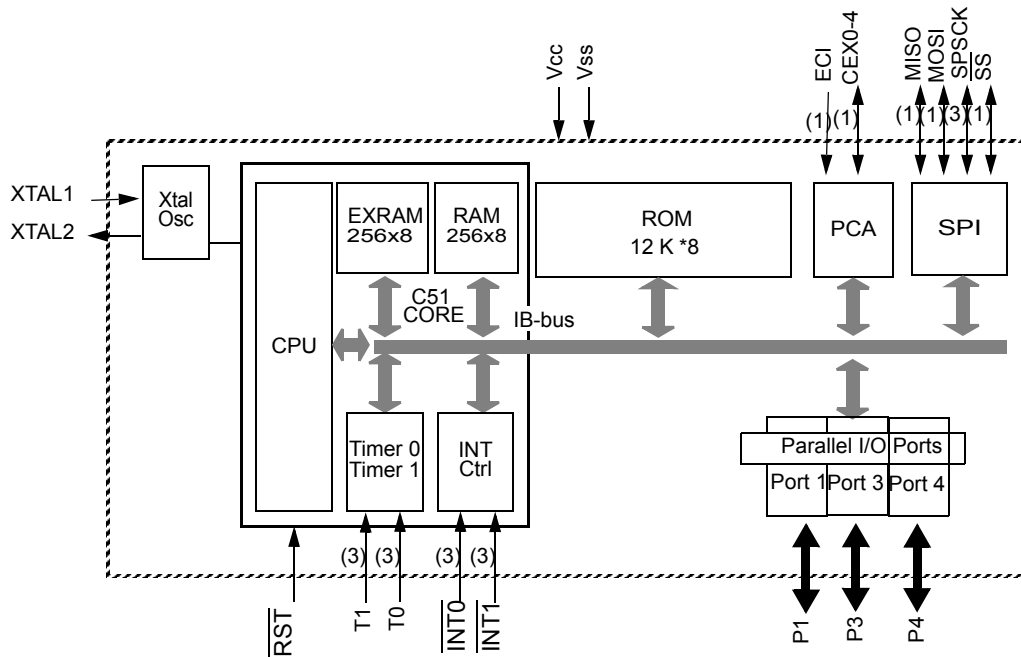 Vcc
Vss
ECI
CEX0-4
MISO
MOSI
SPSCK
SS
(1)
(1)
(1)
(1)
(3)
(1)
XTAL1
XTAL2
Xtal
Osc
EXRAM
256x8
RAM
256x8
ROM
12 K *8
PCA
SPI
C51
CORE
IB-bus
CPU
Timer 0
Timer 1
INT
Ctrl
Parallel I/O Ports
Port 1
Port 3
Port 4
(3)
(3)
(3)
(3)
RST
T1
T0
INT0
INT1
P1
P3
P4